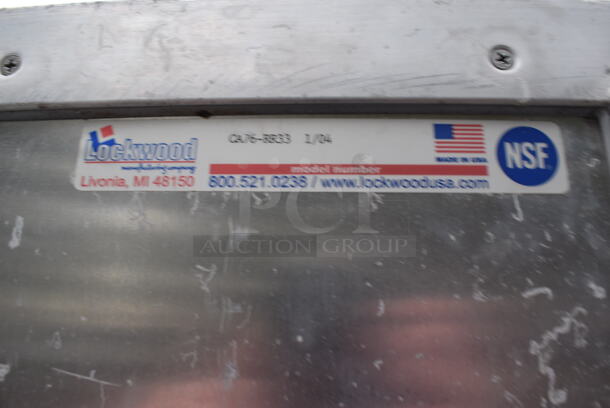 Lockwood
manufacturing company
Livonia, MI 48150
CA76-RR33 1/04
model number
800.521.0238 / www.lockwoodusa.com
MADE IN USA
NSF
PCI
AUCTION GROUP